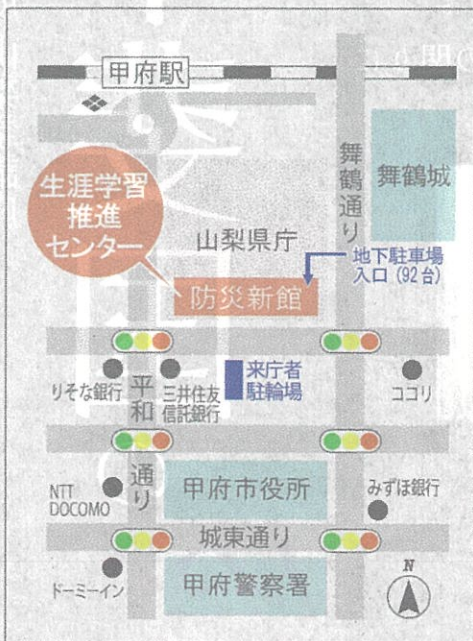 甲府駅
舞鶴通り
舞鶴城
生涯学習
推進
センター
山梨県庁
地下駐車場
入口(92台)
防災新館
りそな銀行
平和
三井住友
信託銀行
来庁者
駐輪場
ココリ
NTT
DOCOMO
通り
甲府市役所
みずほ銀行
城東通り
ドーミーイン
甲府警察署
N